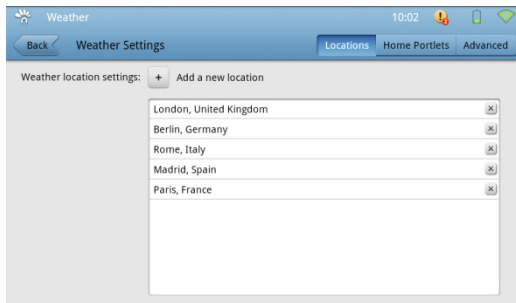 Weather 10:02
Back Weather Settings Locations Home Portlets Advanced
Weather location settings: + Add a new location
London, United Kingdom
Berlin, Germany
Rome, Italy
Madrid, Spain
Paris, France